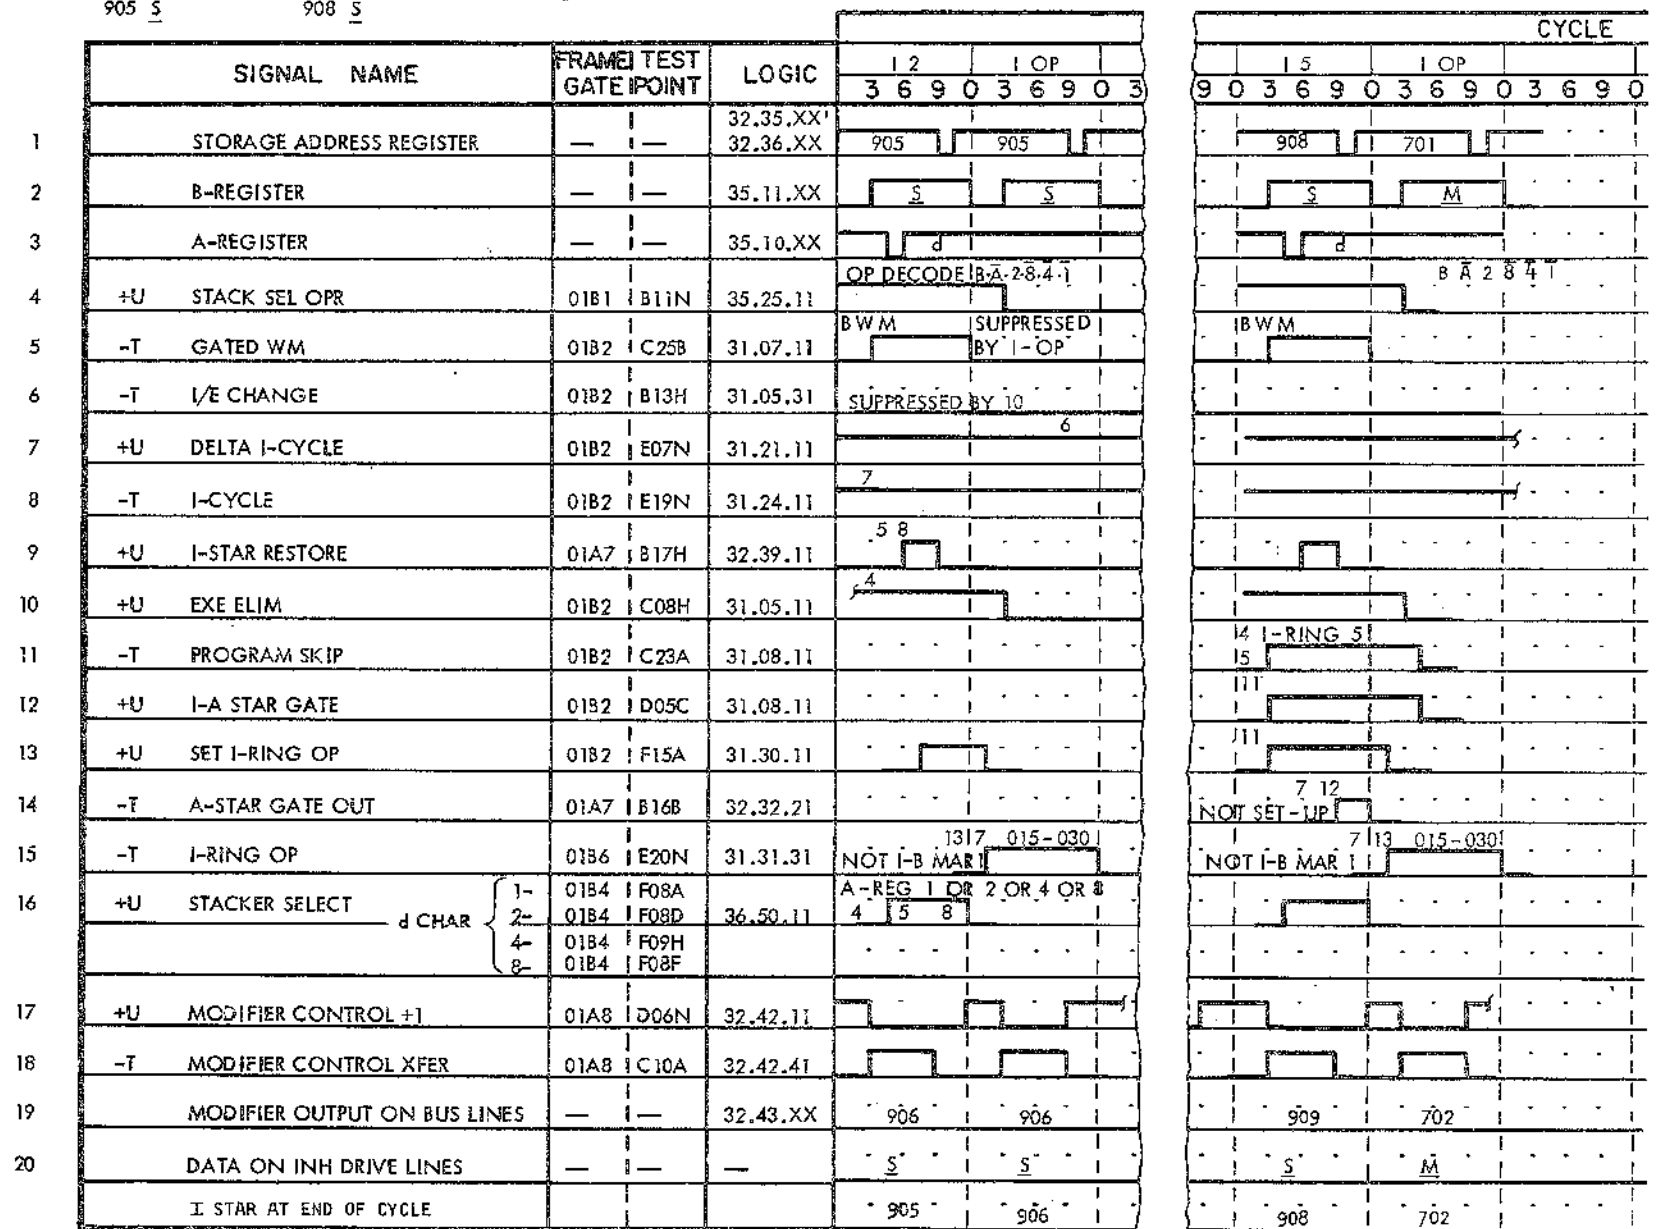 905 S 908 S
CYCLE
SIGNAL NAME FRAME GATE TEST POINT LOGIC I 2 I OP I 5 I OP
3 6 9 0 3 6 9 0 3 9 0 3 6 9 0 3 6 9 0 3 6 9 0
32.35.XX
1 STORAGE ADDRESS REGISTER — — 32.36.XX 905 905 908 701
2 B-REGISTER — — 35.11.XX S S S M
3 A-REGISTER — — 35.10.XX d d
OP DECODE B·A̅·2·8̅·4̅·1̅ B A̅ 2 8̅ 4̅ 1̅
4 +U STACK SEL OPR 01B1 B11N 35.25.11
BWM SUPPRESSED BWM
5 -T GATED WM 01B2 C25B 31.07.11 BY I-OP
6 -T I/E CHANGE 01B2 B13H 31.05.31 SUPPRESSED BY 10
6
7 +U DELTA I-CYCLE 01B2 E07N 31.21.11
7
8 -T I-CYCLE 01B2 E19N 31.24.11
5 8
9 +U I-STAR RESTORE 01A7 B17H 32.39.11
4
10 +U EXE ELIM 01B2 C08H 31.05.11
4 I-RING 5
11 -T PROGRAM SKIP 01B2 C23A 31.08.11 5
11
12 +U I-A STAR GATE 01B2 D05C 31.08.11
11
13 +U SET I-RING OP 01B2 F15A 31.30.11
7 12
14 -T A-STAR GATE OUT 01A7 B16B 32.32.21 NOT SET-UP
13 7 015-030 7 13 015-030
15 -T I-RING OP 01B6 E20N 31.31.31 NOT I-B MAR I NOT I-B MAR I
1- 01B4 F08A A-REG 1 OR 2 OR 4 OR 8
16 +U STACKER SELECT d CHAR 2- 01B4 F08D 36.50.11 4 5 8
4- 01B4 F09H
8- 01B4 F08F
17 +U MODIFIER CONTROL +1 01A8 D06N 32.42.11
18 -T MODIFIER CONTROL XFER 01A8 C10A 32.42.41
19 MODIFIER OUTPUT ON BUS LINES — — 32.43.XX 906 906 909 702
20 DATA ON INH DRIVE LINES — — — S S S M
I STAR AT END OF CYCLE 905 906 908 702